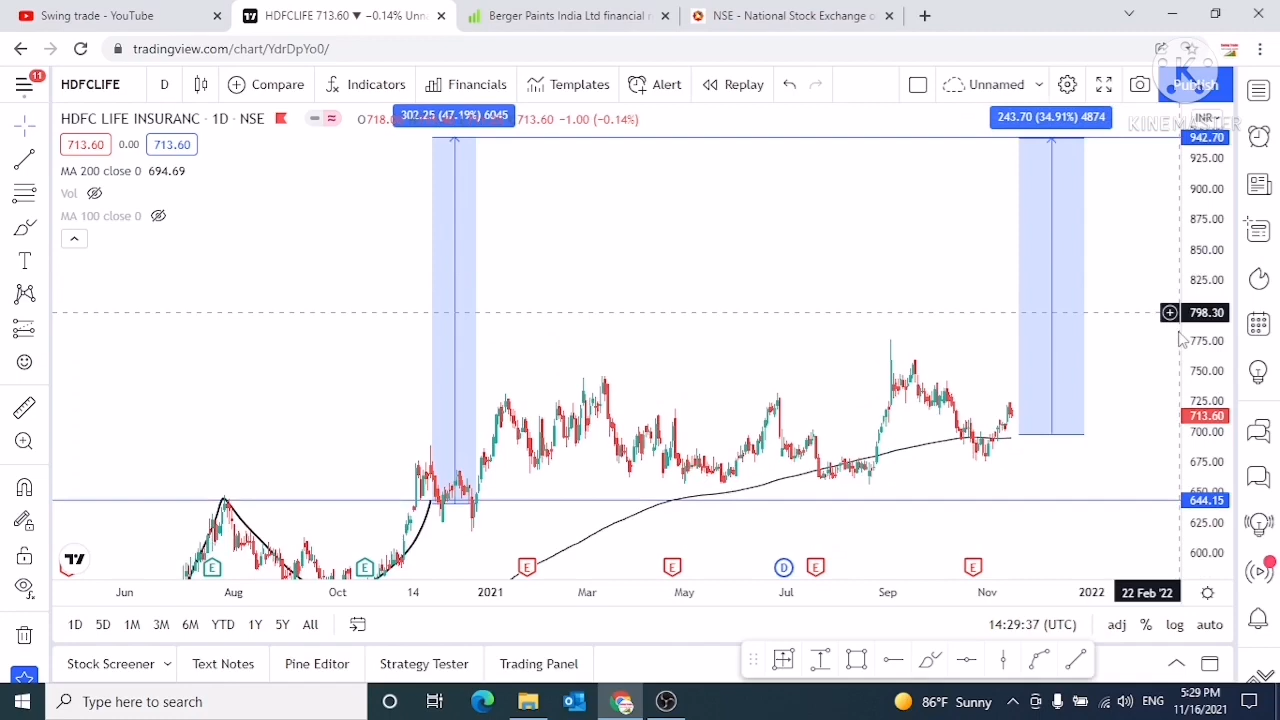 Swing trade - YouTube
HDFCLIFE 713.60 ▼ −0.14% Unn
Berger Paints India Ltd financial r
NSE - National Stock Exchange o
tradingview.com/chart/YdrDpYo0/
11
HDFCLIFE
D
Compare
Indicators
Financials
Templates
Alert
Replay
Unnamed
Publish
K
KINEMASTER
HDFC LIFE INSURANC · 1D · NSE
302.25 (47.19%) 6045
713.60 −1.00 (−0.14%)
243.70 (34.91%) 4874
INR
713.60
0.00
713.60
MA 200 close 0 694.69
Vol
MA 100 close 0
942.70
925.00
900.00
875.00
850.00
825.00
798.30
775.00
750.00
725.00
713.60
700.00
675.00
650.00
644.15
625.00
600.00
E
E
E
E
D
E
E
Jun
Aug
Oct
14
2021
Mar
May
Jul
Sep
Nov
2022
22 Feb '22
1D
5D
1M
3M
6M
YTD
1Y
5Y
All
14:29:37 (UTC)
adj
%
log
auto
Stock Screener
Text Notes
Pine Editor
Strategy Tester
Trading Panel
Type here to search
86°F Sunny
ENG
5:29 PM
11/16/2021